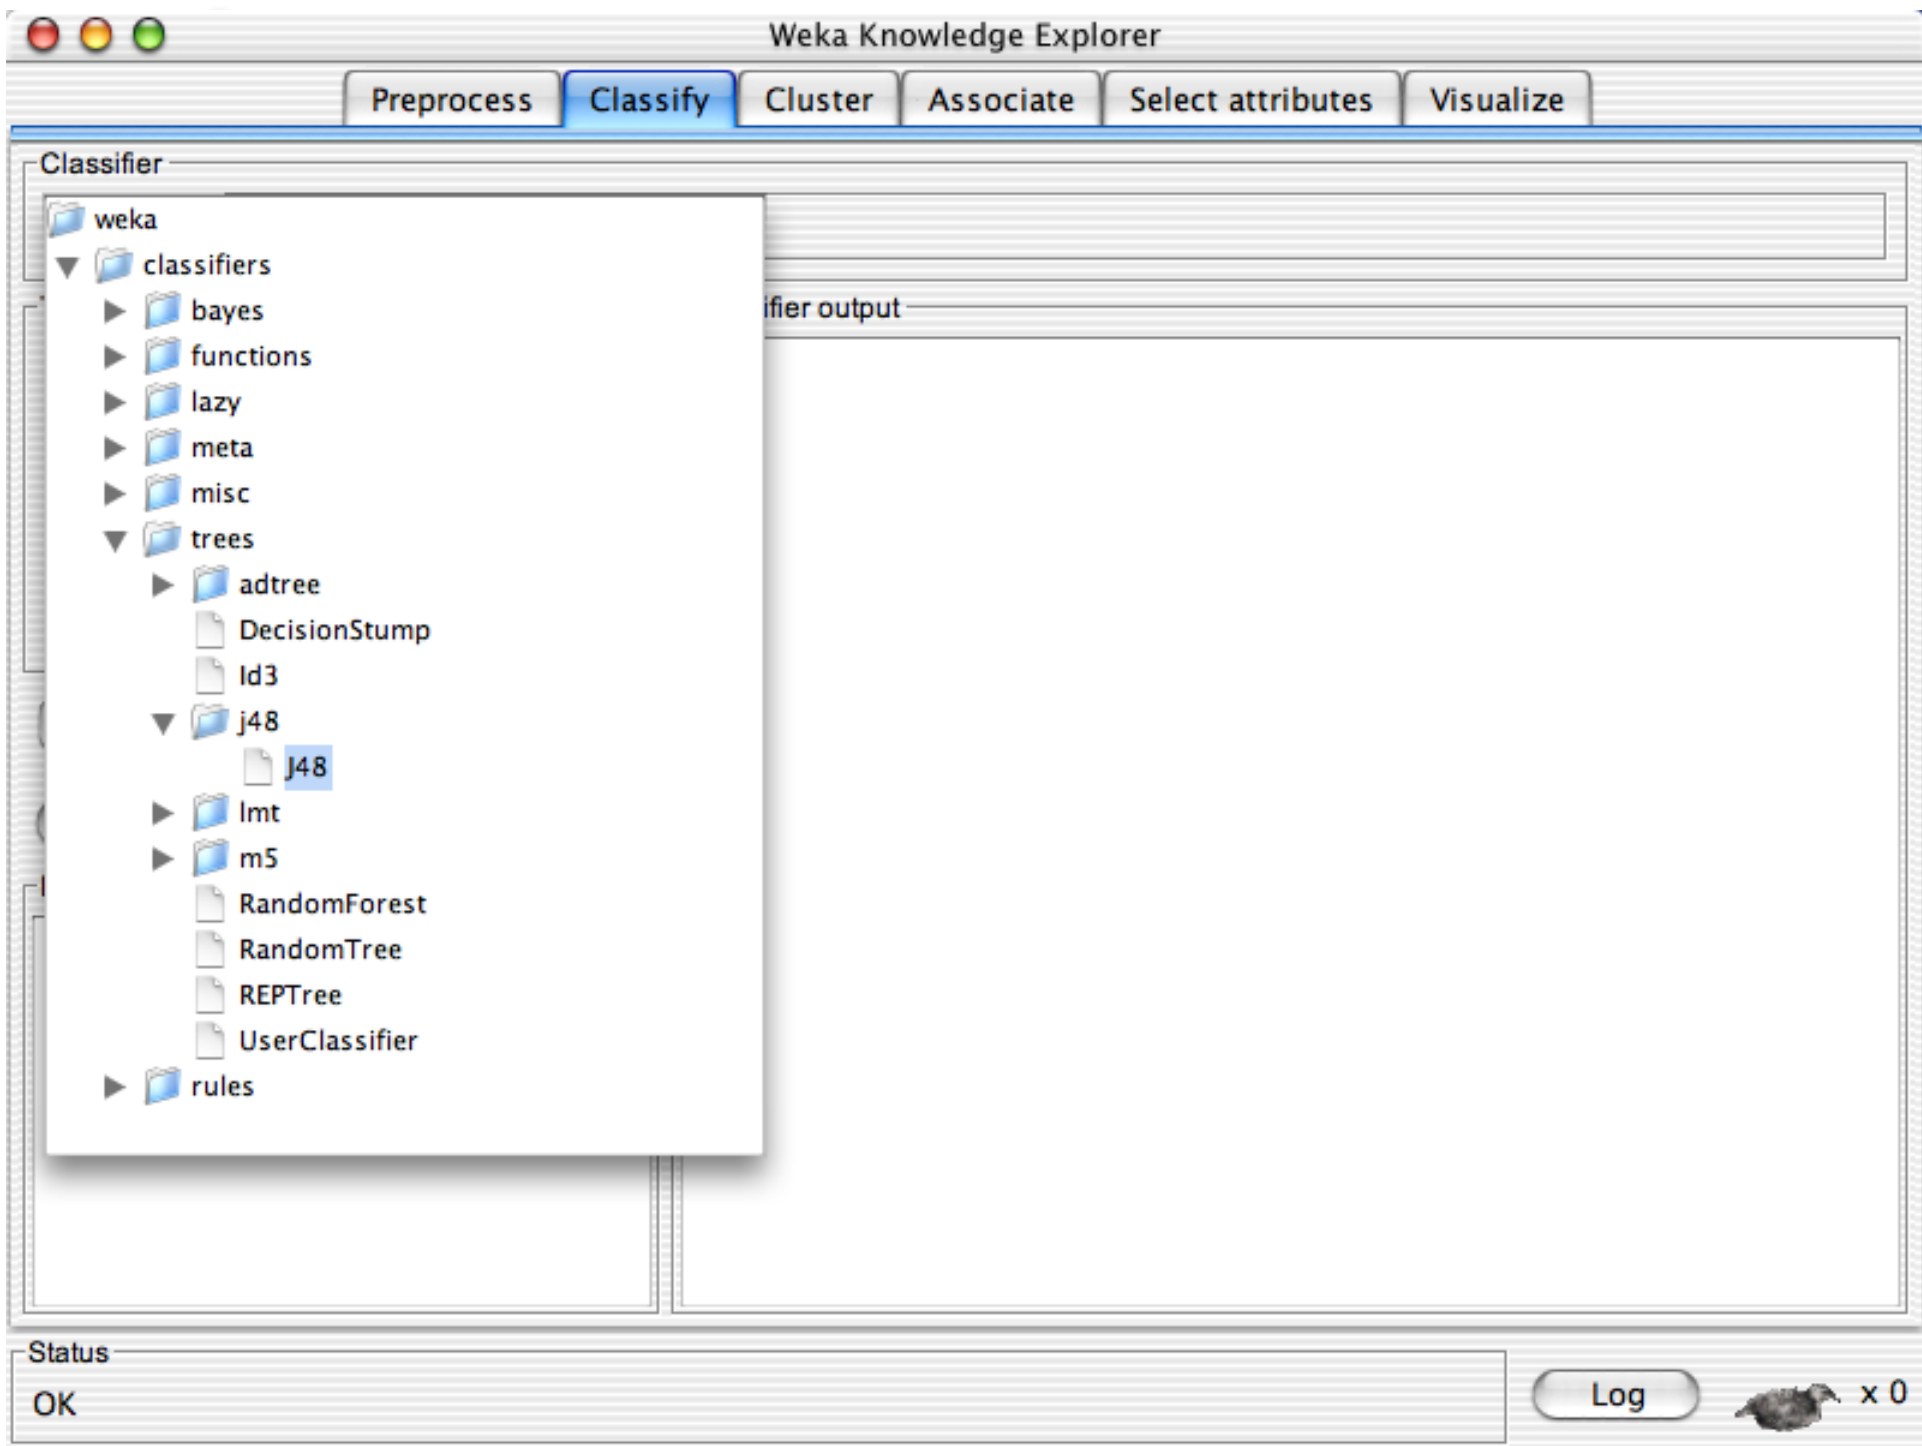 Weka Knowledge Explorer
Preprocess Classify Cluster Associate Select attributes Visualize
Classifier
weka
classifiers
bayes
ifier output
functions
lazy
meta
misc
trees
adtree
DecisionStump
Id3
j48
J48
lmt
m5
RandomForest
RandomTree
REPTree
UserClassifier
rules
Status
OK
Log
x 0